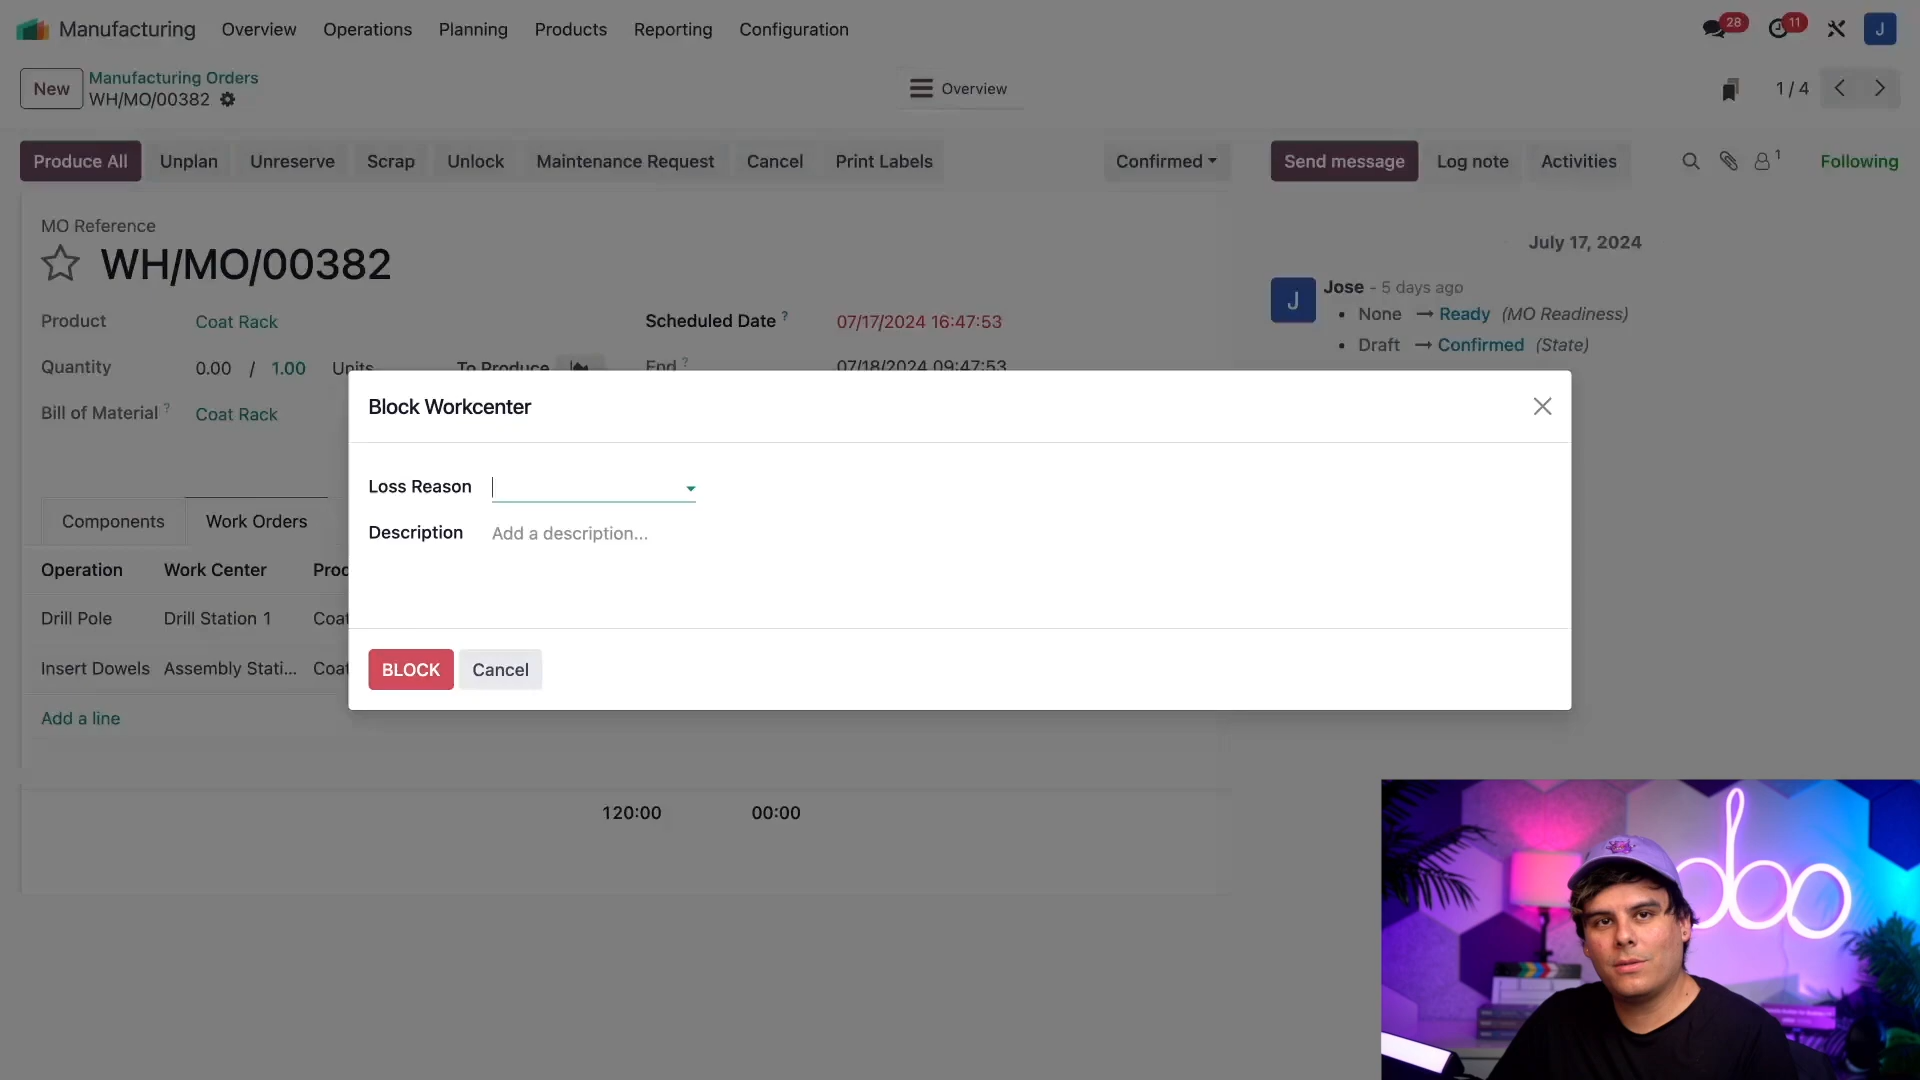 Manufacturing Overview Operations Planning Products Reporting Configuration 28 11 J
New Manufacturing Orders
WH/MO/00382
Overview
1 / 4
Produce All Unplan Unreserve Scrap Unlock Maintenance Request Cancel Print Labels Confirmed Send message Log note Activities 1 Following
MO Reference
WH/MO/00382
July 17, 2024
J Jose - 5 days ago
None → Ready (MO Readiness)
Draft → Confirmed (State)
Product Coat Rack Scheduled Date ? 07/17/2024 16:47:53
Quantity 0.00 / 1.00 Units To Produce End ? 07/18/2024 09:47:53
Bill of Material ? Coat Rack
Block Workcenter
Loss Reason
Description Add a description...
BLOCK Cancel
Components Work Orders
Operation Work Center Prod
Drill Pole Drill Station 1 Coat
Insert Dowels Assembly Stati... Coat
Add a line
120:00 00:00